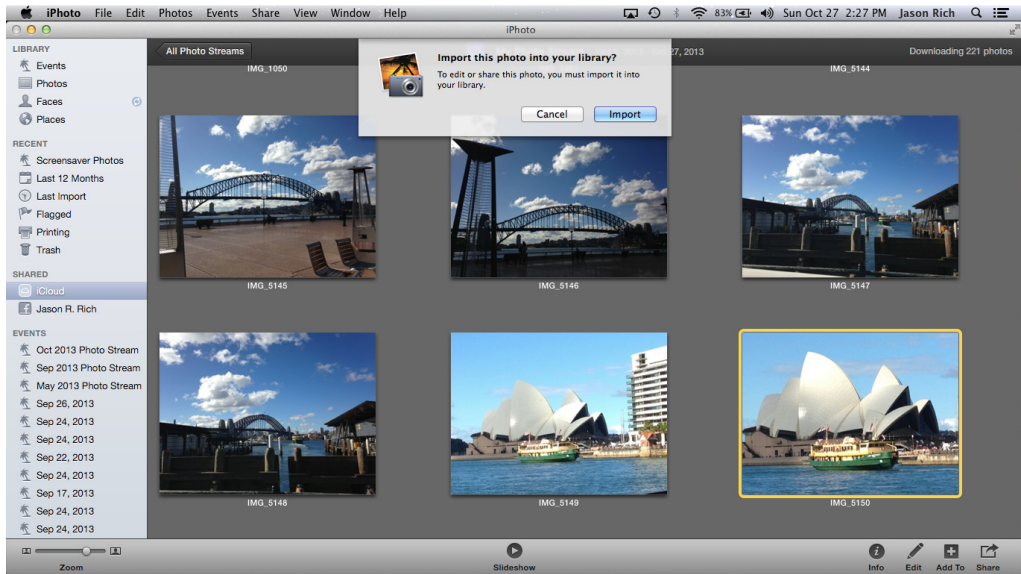 iPhoto File Edit Photos Events Share View Window Help 83% Sun Oct 27 2:27 PM Jason Rich
iPhoto
LIBRARY
Events
Photos
Faces
Places
RECENT
Screensaver Photos
Last 12 Months
Last Import
Flagged
Printing
Trash
SHARED
iCloud
Jason R. Rich
EVENTS
Oct 2013 Photo Stream
Sep 2013 Photo Stream
May 2013 Photo Stream
Sep 26, 2013
Sep 24, 2013
Sep 24, 2013
Sep 22, 2013
Sep 24, 2013
Sep 17, 2013
Sep 24, 2013
Sep 24, 2013
All Photo Streams 7, 2013 Downloading 221 photos
Import this photo into your library?
To edit or share this photo, you must import it into
your library.
Cancel Import
IMG_1050 IMG_5144
IMG_5145 IMG_5146 IMG_5147
IMG_5148 IMG_5149 IMG_5150
Zoom Slideshow Info Edit Add To Share